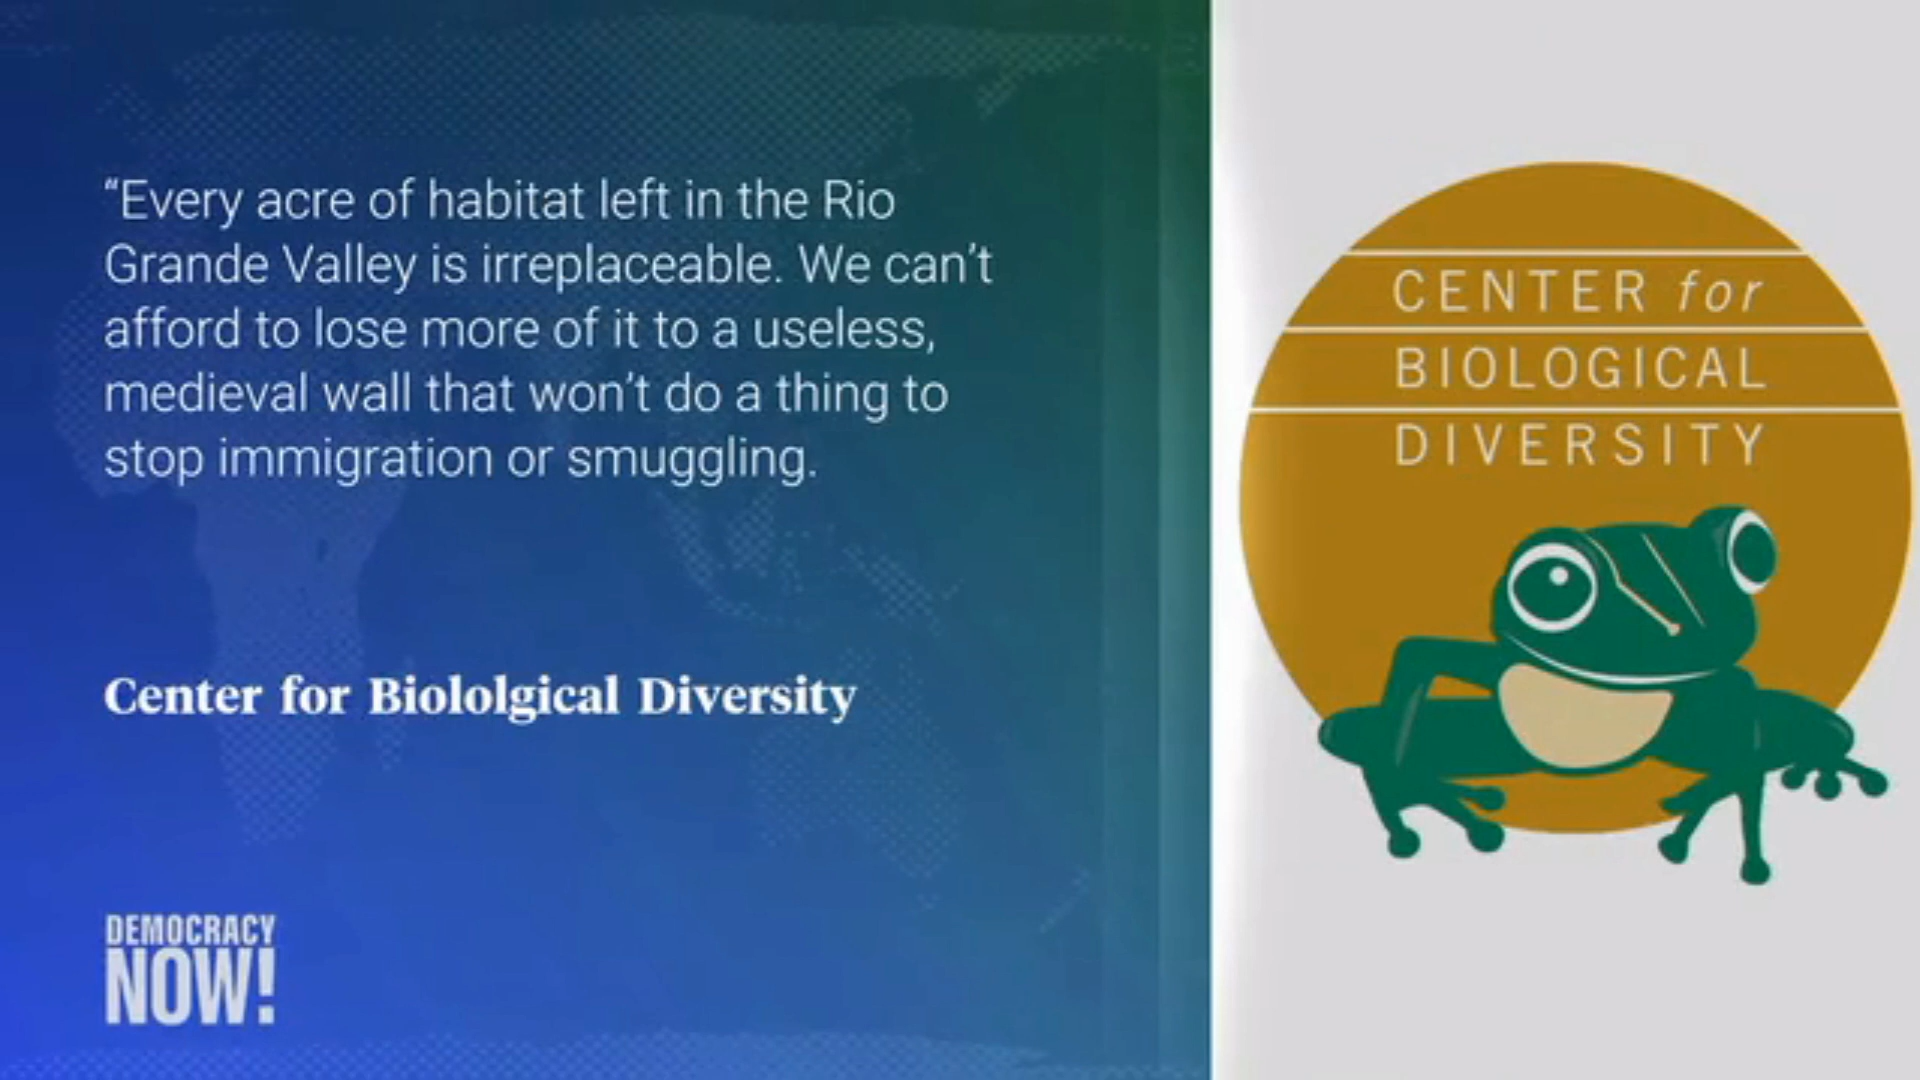 “Every acre of habitat left in the Rio
Grande Valley is irreplaceable. We can’t
afford to lose more of it to a useless,
medieval wall that won’t do a thing to
stop immigration or smuggling.
Center for Biololgical Diversity
DEMOCRACY
NOW!
CENTER for
BIOLOGICAL
DIVERSITY